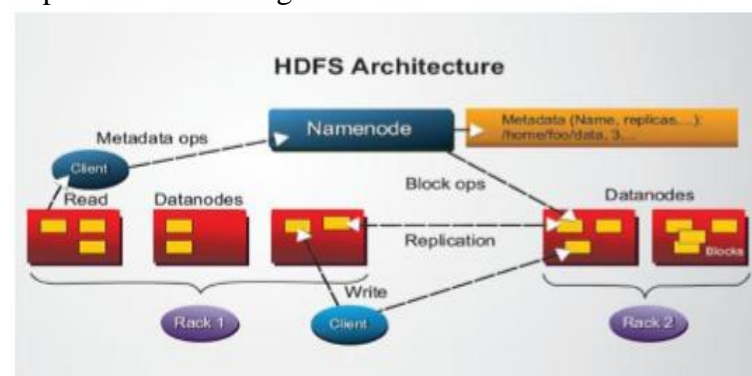 HDFS Architecture
Namenode
Metadata (Name, replicas, ...):
/home/foo/data, 3, ...
Metadata ops
Client
Block ops
Read
Datanodes
Datanodes
Replication
Blocks
Write
Rack 1
Client
Rack 2